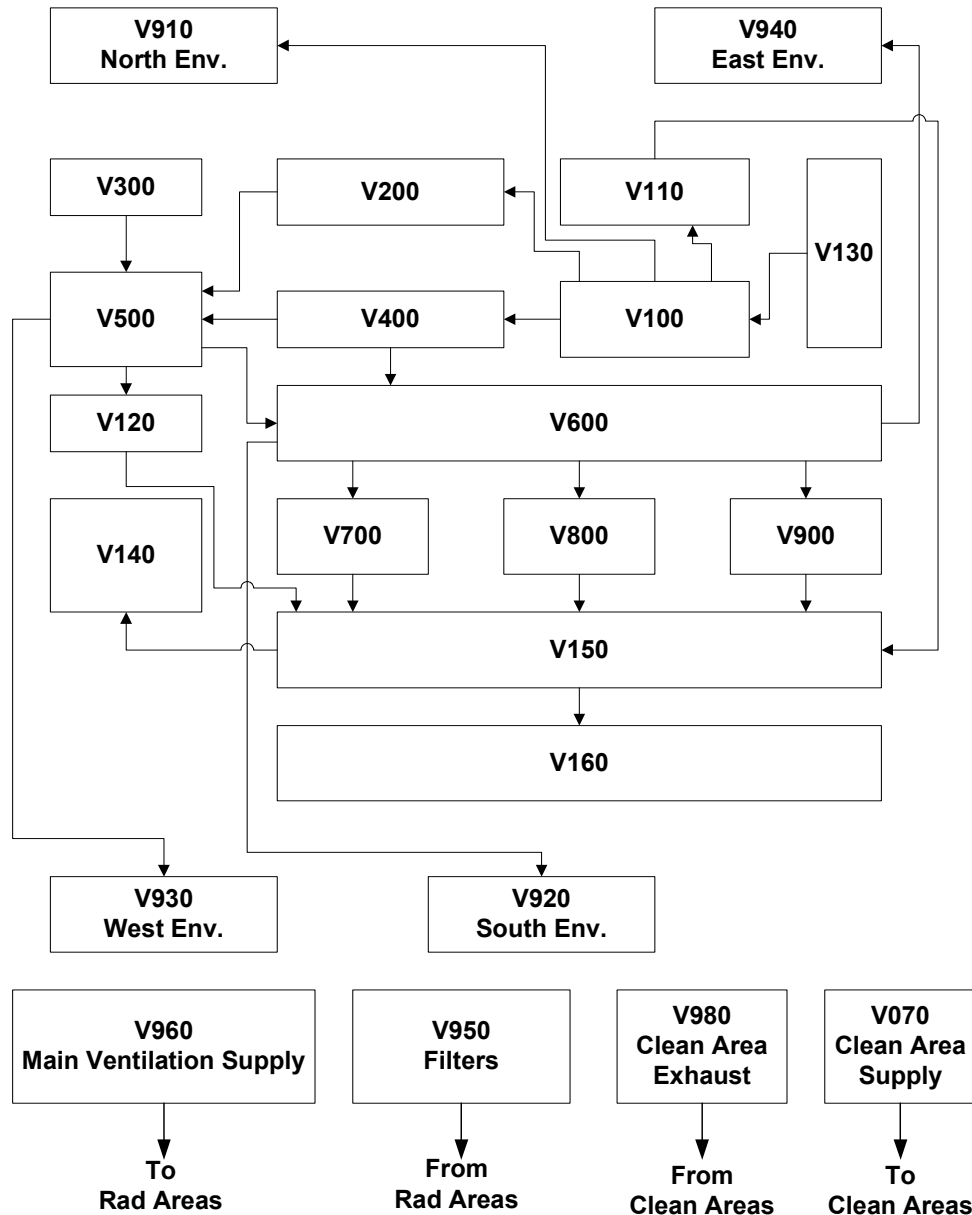 V910
North Env.
V940
East Env.
V300
V200
V110
V130
V500
V400
V100
V120
V600
V140
V700
V800
V900
V150
V160
V930
West Env.
V920
South Env.
V960
Main Ventilation Supply
V950
Filters
V980
Clean Area
Exhaust
V070
Clean Area
Supply
To
Rad Areas
From
Rad Areas
From
Clean Areas
To
Clean Areas